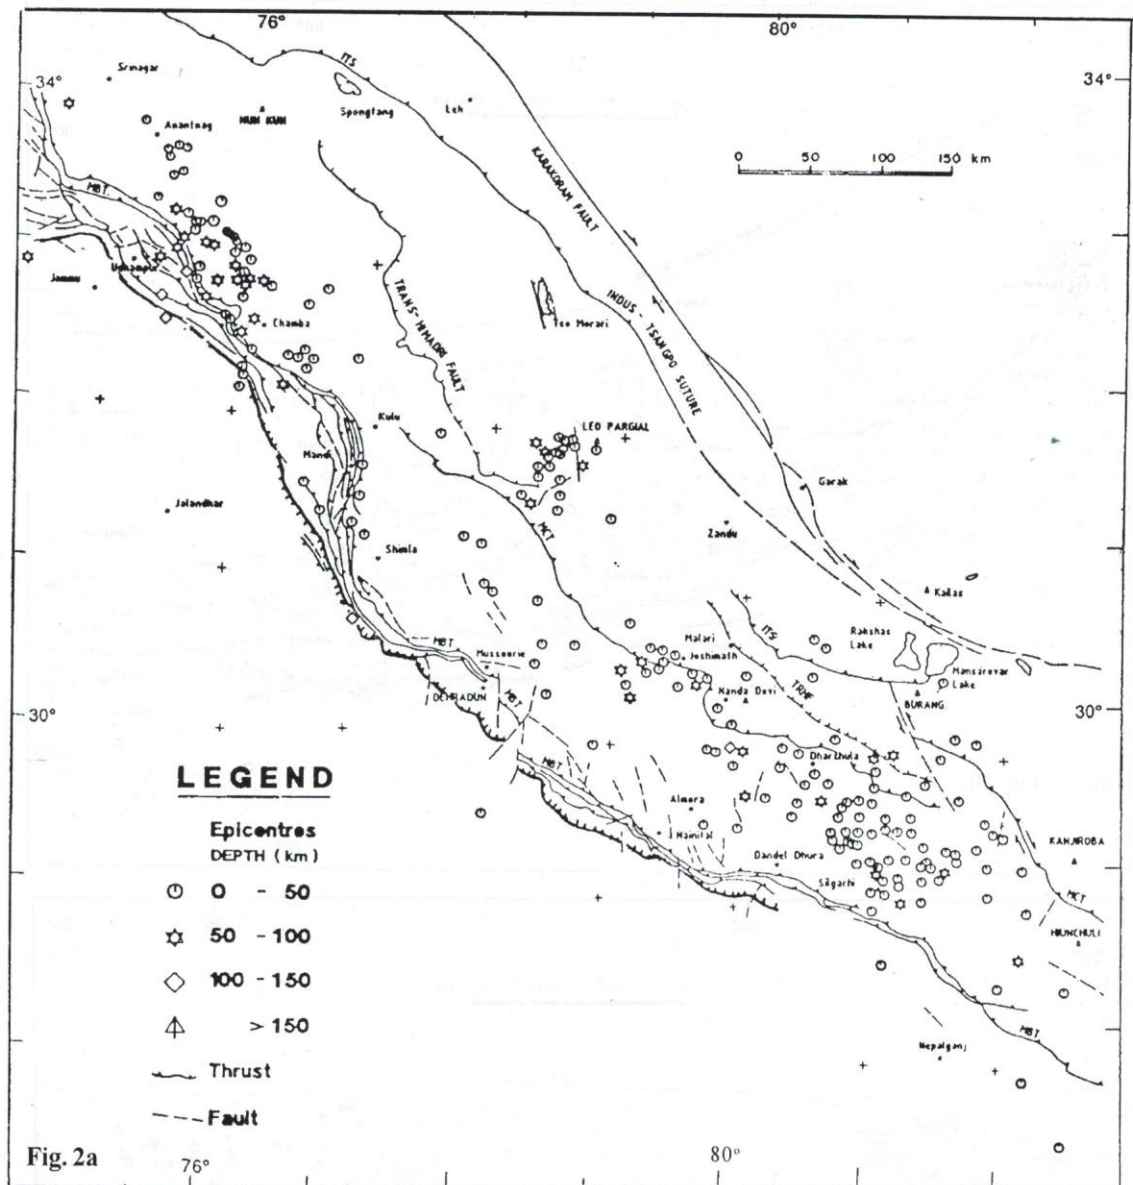 76°
80°
34°
34°
Srinagar
ITS
Spongtang
Leh
Anantnag
NUN KUN
KARAKORAM FAULT
0 50 100 150 km
MBT
Udhampur
Jammu
TRANS-HIMADRI FAULT
INDUS - TSANGPO SUTURE
Tso Morari
Chamba
Kulu
LEO PARGIAL
Mandi
Jalandhar
Garak
MCT
Zandu
Shimla
Kailas
ITS
Rakshas
Lake
Mansarovar
Lake
MBT
Mussoorie
Malari
Joshimath
DEHRADUN
MBT
Nanda Devi
TRHF
BURANG
30°
30°
LEGEND
MBT
Dharchula
Epicentres
DEPTH (km)
Almora
Nainital
KANJIROBA
0 - 50
Dandel Dhura
Silgarhi
MCT
50 - 100
HIUNCHULI
100 - 150
> 150
MBT
Nepalganj
Thrust
Fault
Fig. 2a
76°
80°